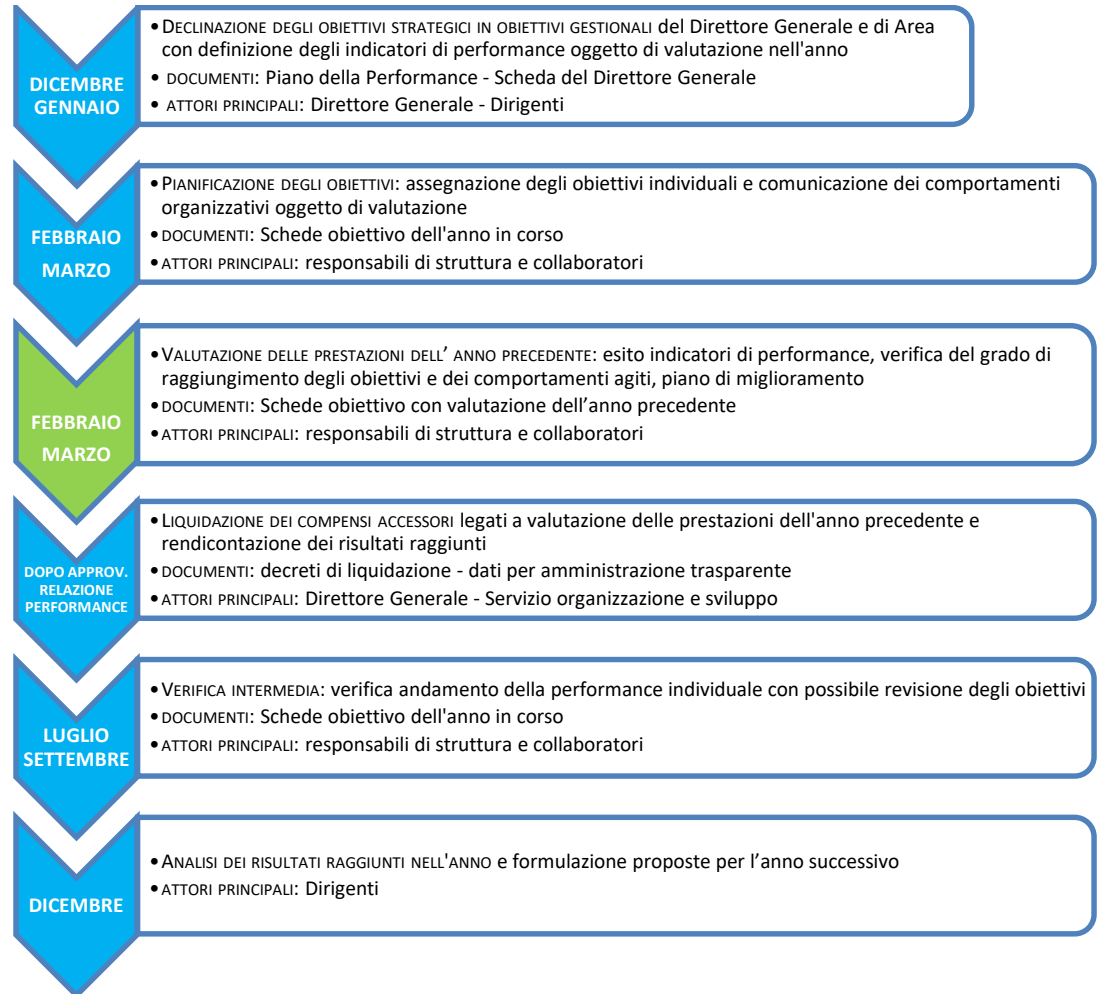 DICEMBRE
GENNAIO
•DECLINAZIONE DEGLI OBIETTIVI STRATEGICI IN OBIETTIVI GESTIONALI del Direttore Generale e di Area
con definizione degli indicatori di performance oggetto di valutazione nell'anno
• DOCUMENTI: Piano della Performance - Scheda del Direttore Generale
• ATTORI PRINCIPALI: Direttore Generale - Dirigenti
FEBBRAIO
MARZO
•PIANIFICAZIONE DEGLI OBIETTIVI: assegnazione degli obiettivi individuali e comunicazione dei comportamenti
organizzativi oggetto di valutazione
•DOCUMENTI: Schede obiettivo dell'anno in corso
•ATTORI PRINCIPALI: responsabili di struttura e collaboratori
FEBBRAIO
MARZO
•VALUTAZIONE DELLE PRESTAZIONI DELL’ ANNO PRECEDENTE: esito indicatori di performance, verifica del grado di
raggiungimento degli obiettivi e dei comportamenti agiti, piano di miglioramento
•DOCUMENTI: Schede obiettivo con valutazione dell’anno precedente
•ATTORI PRINCIPALI: responsabili di struttura e collaboratori
DOPO APPROV.
RELAZIONE
PERFORMANCE
•LIQUIDAZIONE DEI COMPENSI ACCESSORI legati a valutazione delle prestazioni dell'anno precedente e
rendicontazione dei risultati raggiunti
•DOCUMENTI: decreti di liquidazione - dati per amministrazione trasparente
•ATTORI PRINCIPALI: Direttore Generale - Servizio organizzazione e sviluppo
LUGLIO
SETTEMBRE
•VERIFICA INTERMEDIA: verifica andamento della performance individuale con possibile revisione degli obiettivi
•DOCUMENTI: Schede obiettivo dell'anno in corso
•ATTORI PRINCIPALI: responsabili di struttura e collaboratori
DICEMBRE
•ANALISI DEI RISULTATI RAGGIUNTI NELL'ANNO e formulazione proposte per l’anno successivo
•ATTORI PRINCIPALI: Dirigenti